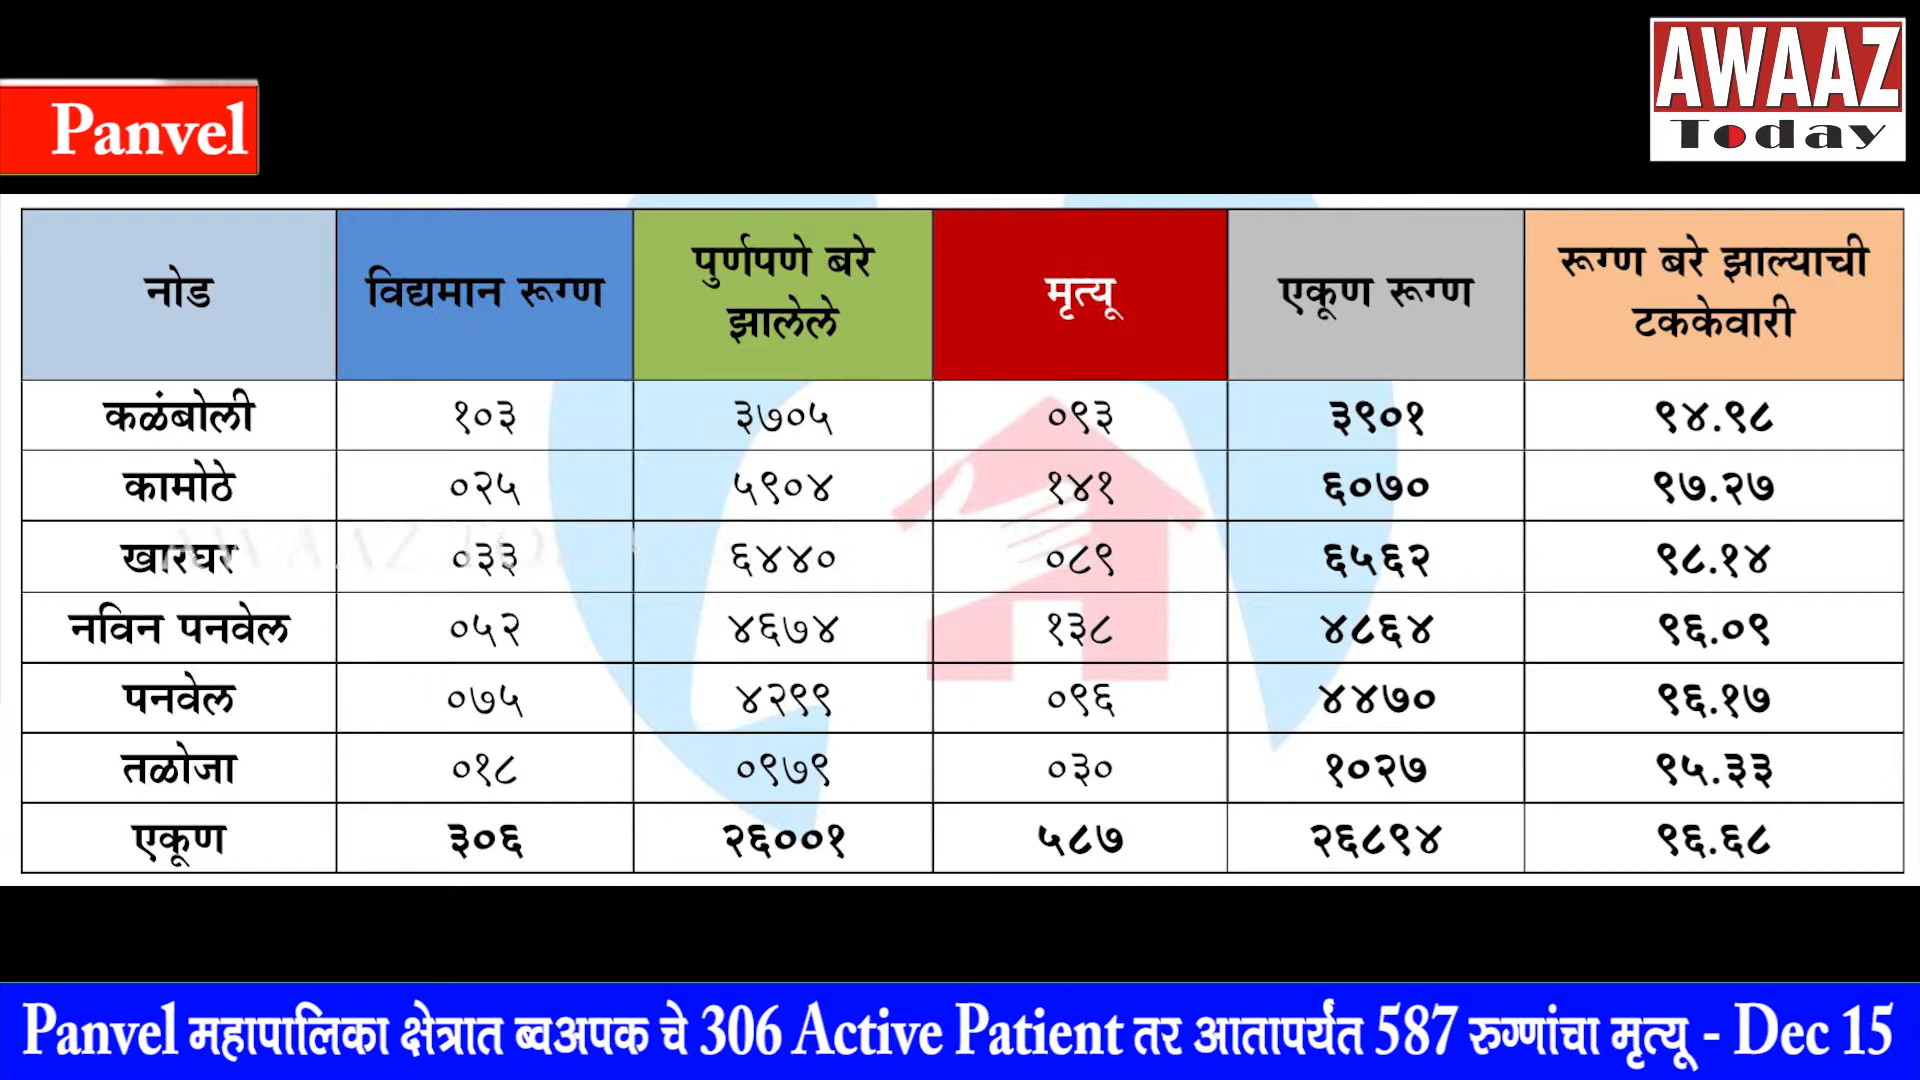 AWAAZ
Today
Panvel
नोड विद्यमान रूग्ण पुर्णपणे बरे झालेले मृत्यू एकूण रूग्ण रूग्ण बरे झाल्याची टक्केवारी
कळंबोली १०३ ३७०५ ०९३ ३९०१ ९४.९८
कामोठे ०२५ ५९०४ १४१ ६०७० ९७.२७
खारघर ०३३ ६४४० ०८९ ६५६२ ९८.१४
नविन पनवेल ०५२ ४६७४ १३८ ४८६४ ९६.०९
पनवेल ०७५ ४२९९ ०९६ ४४७० ९६.१७
तळोजा ०१८ ०९७९ ०३० १०२७ ९५.३३
एकूण ३०६ २६००१ ५८७ २६८९४ ९६.६८
Panvel महापालिका क्षेत्रात ब्वअपक चे 306 Active Patient तर आतापर्यंत 587 रुग्णांचा मृत्यू - Dec 15